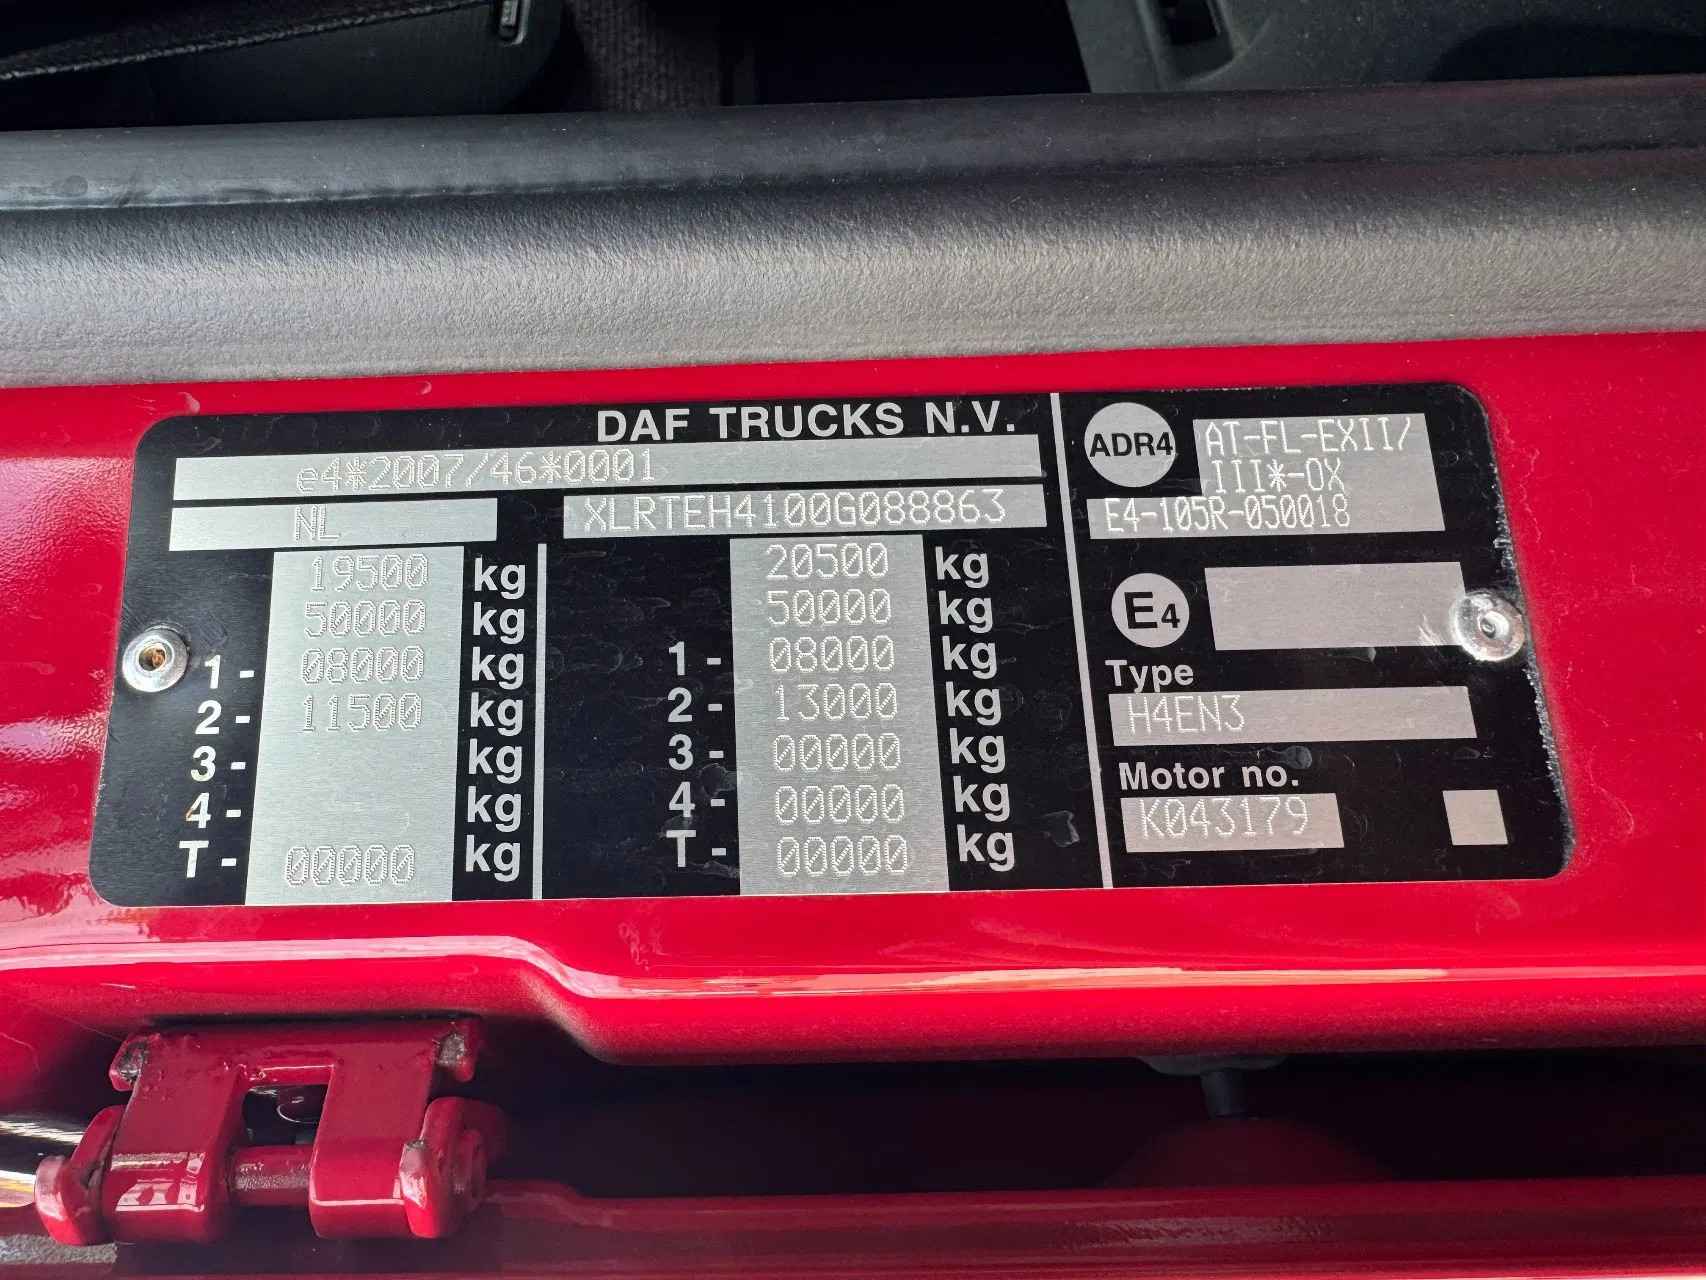 DAF TRUCKS N.V.
e4*2007/46*0001
NL
XLRTEH4100G088863
19500 kg
50000 kg
1 - 08000 kg
2 - 11500 kg
3 - kg
4 - kg
T - 00000 kg
20500 kg
50000 kg
1 - 08000 kg
2 - 13000 kg
3 - 00000 kg
4 - 00000 kg
T - 00000 kg
ADR4 AT-FL-EXII/
III*-OX
E4-105R-050018
E4
Type
H4EN3
Motor no.
K043179